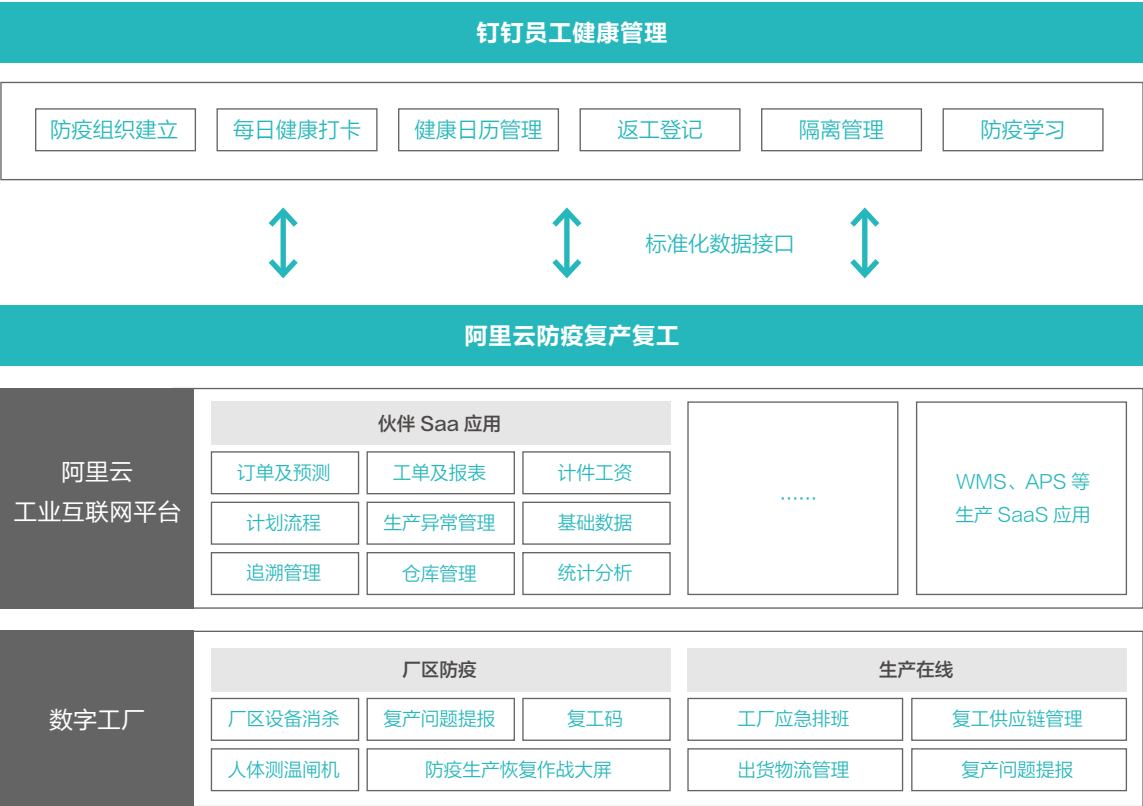 钉钉员工健康管理
防疫组织建立
每日健康打卡
健康日历管理
返工登记
隔离管理
防疫学习
标准化数据接口
阿里云防疫复产复工
阿里云
工业互联网平台
伙伴 Saa 应用
订单及预测
工单及报表
计件工资
计划流程
生产异常管理
基础数据
追溯管理
仓库管理
统计分析
......
WMS、APS 等
生产 SaaS 应用
数字工厂
厂区防疫
厂区设备消杀
复产问题提报
复工码
人体测温闸机
防疫生产恢复作战大屏
生产在线
工厂应急排班
复工供应链管理
出货物流管理
复产问题提报